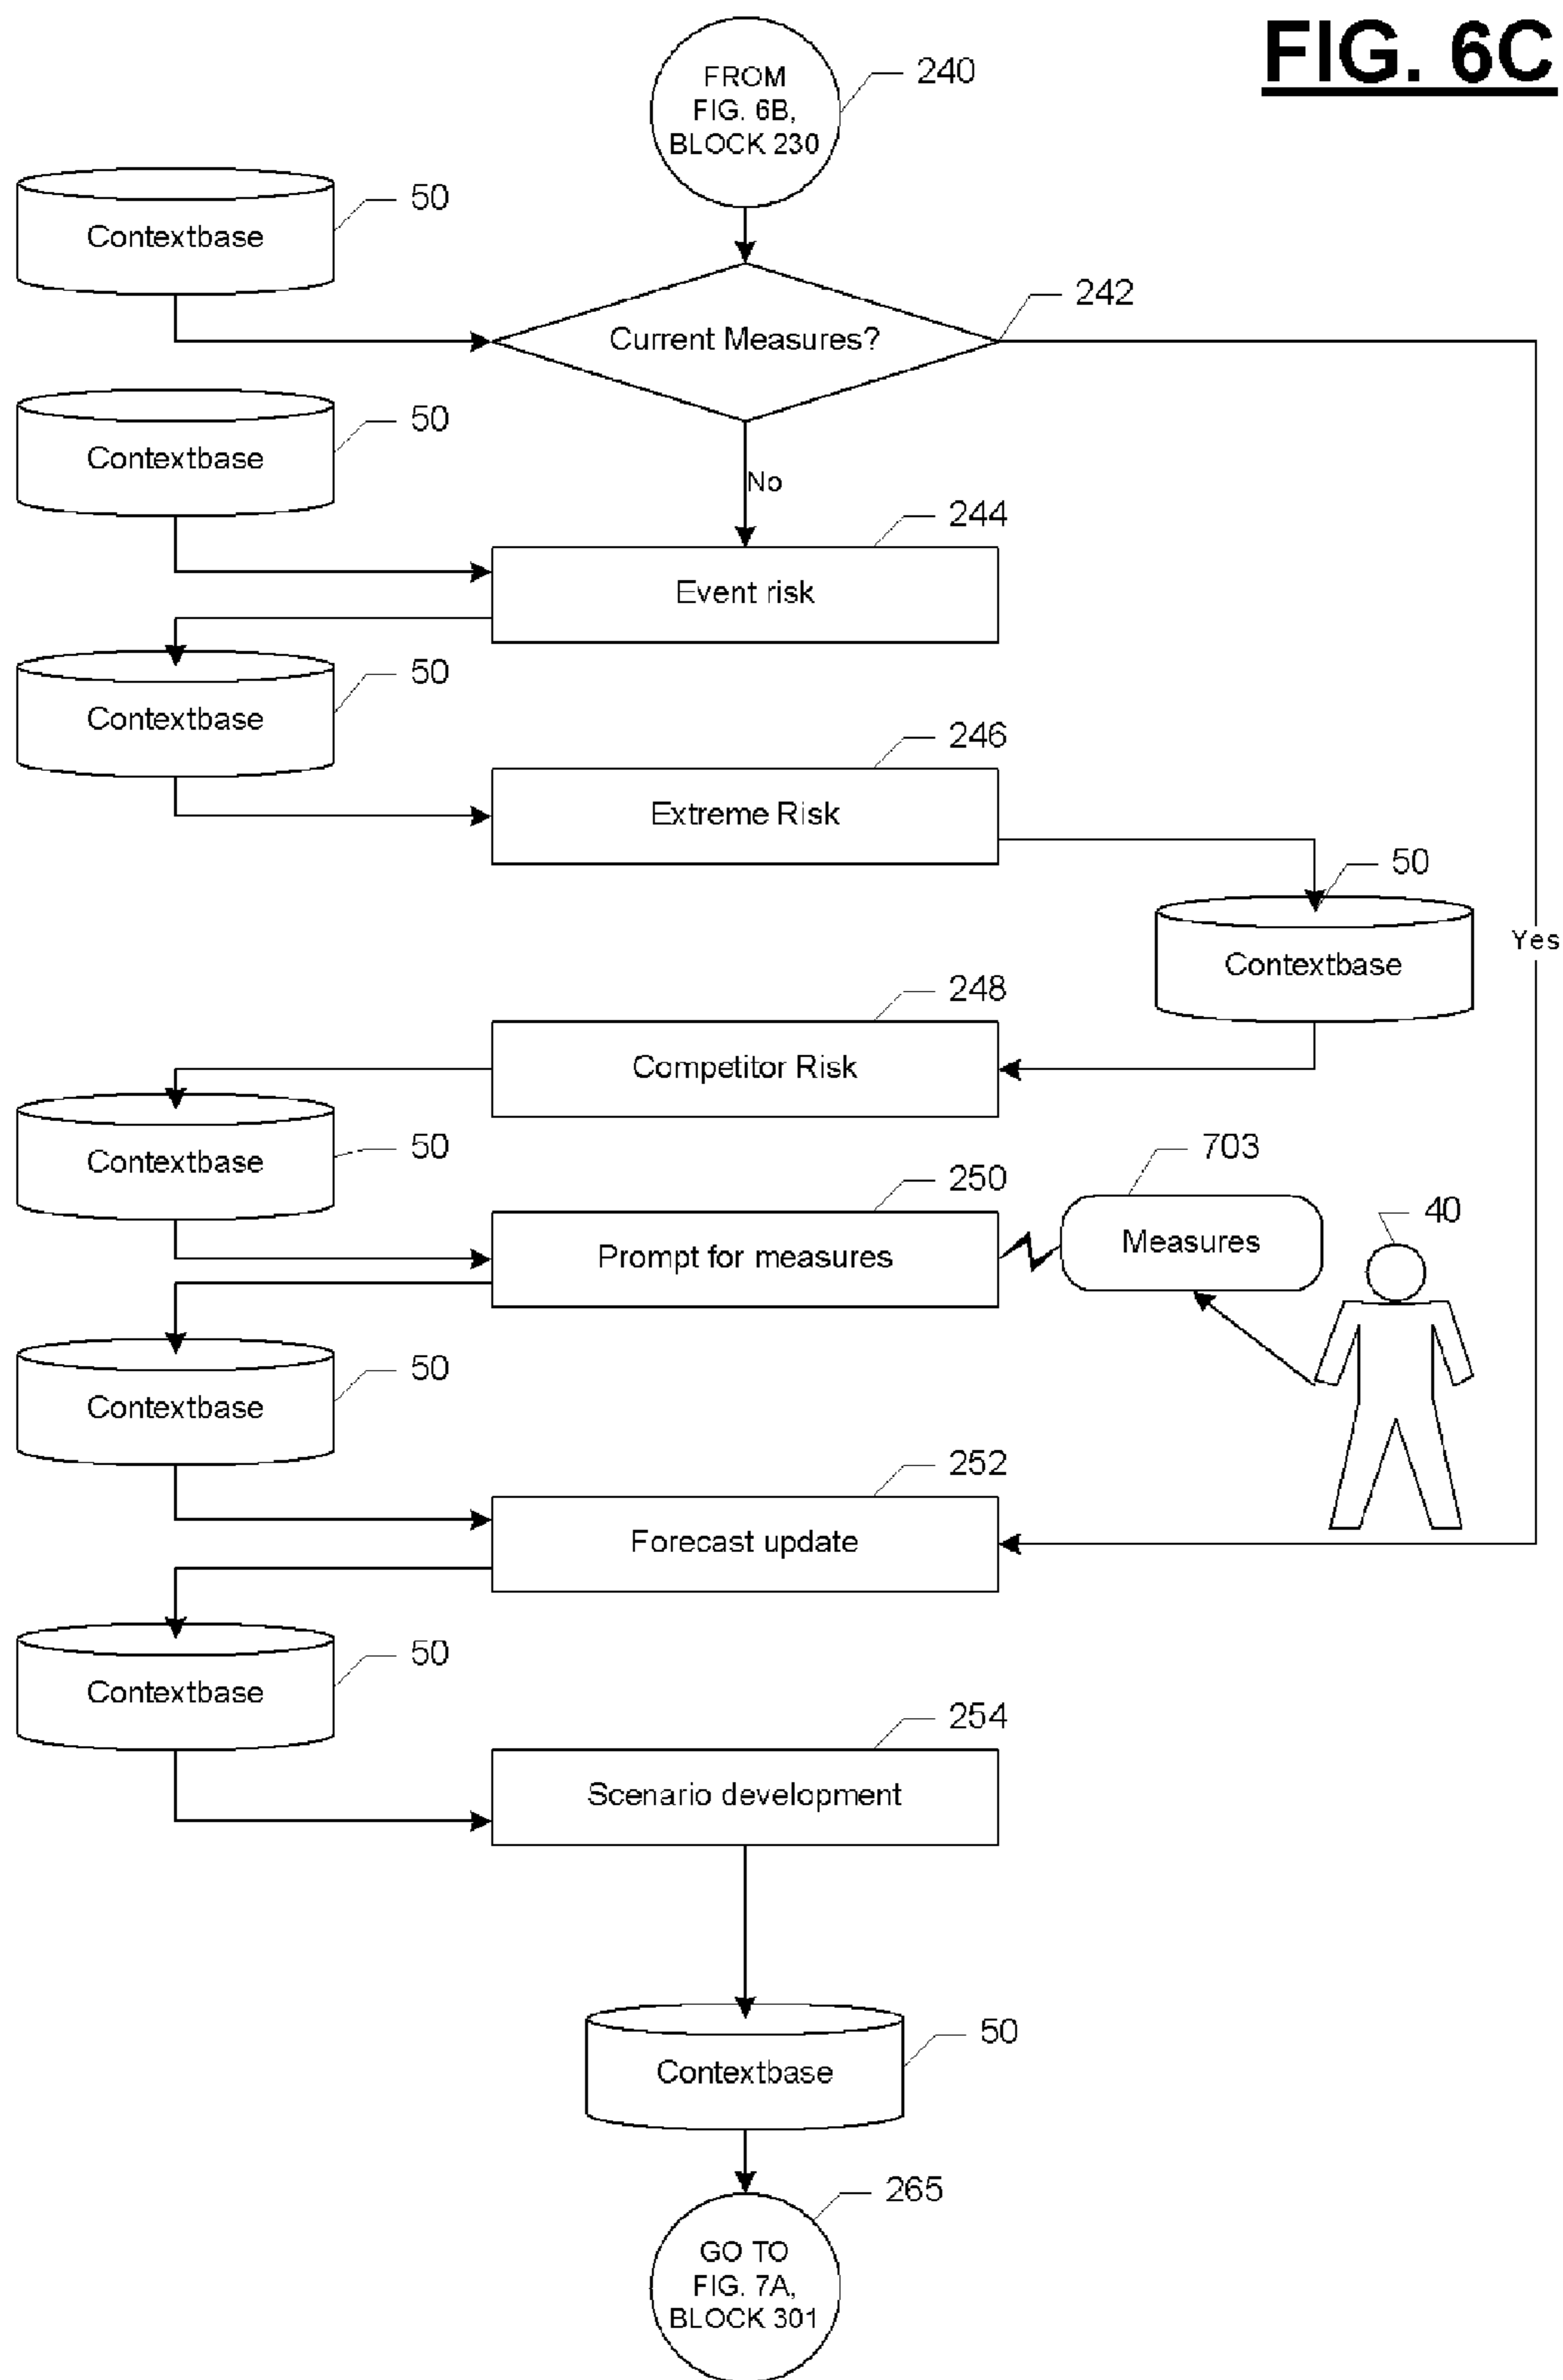 FIG. 6C
FROM
FIG. 6B,
BLOCK 230
240
Contextbase
50
Current Measures?
242
Contextbase
50
No
244
Event risk
Contextbase
50
246
Extreme Risk
50
Contextbase
Yes
248
Competitor Risk
Contextbase
50
250
Prompt for measures
703
Measures
40
Contextbase
50
252
Forecast update
Contextbase
50
254
Scenario development
Contextbase
50
265
GO TO
FIG. 7A,
BLOCK 301